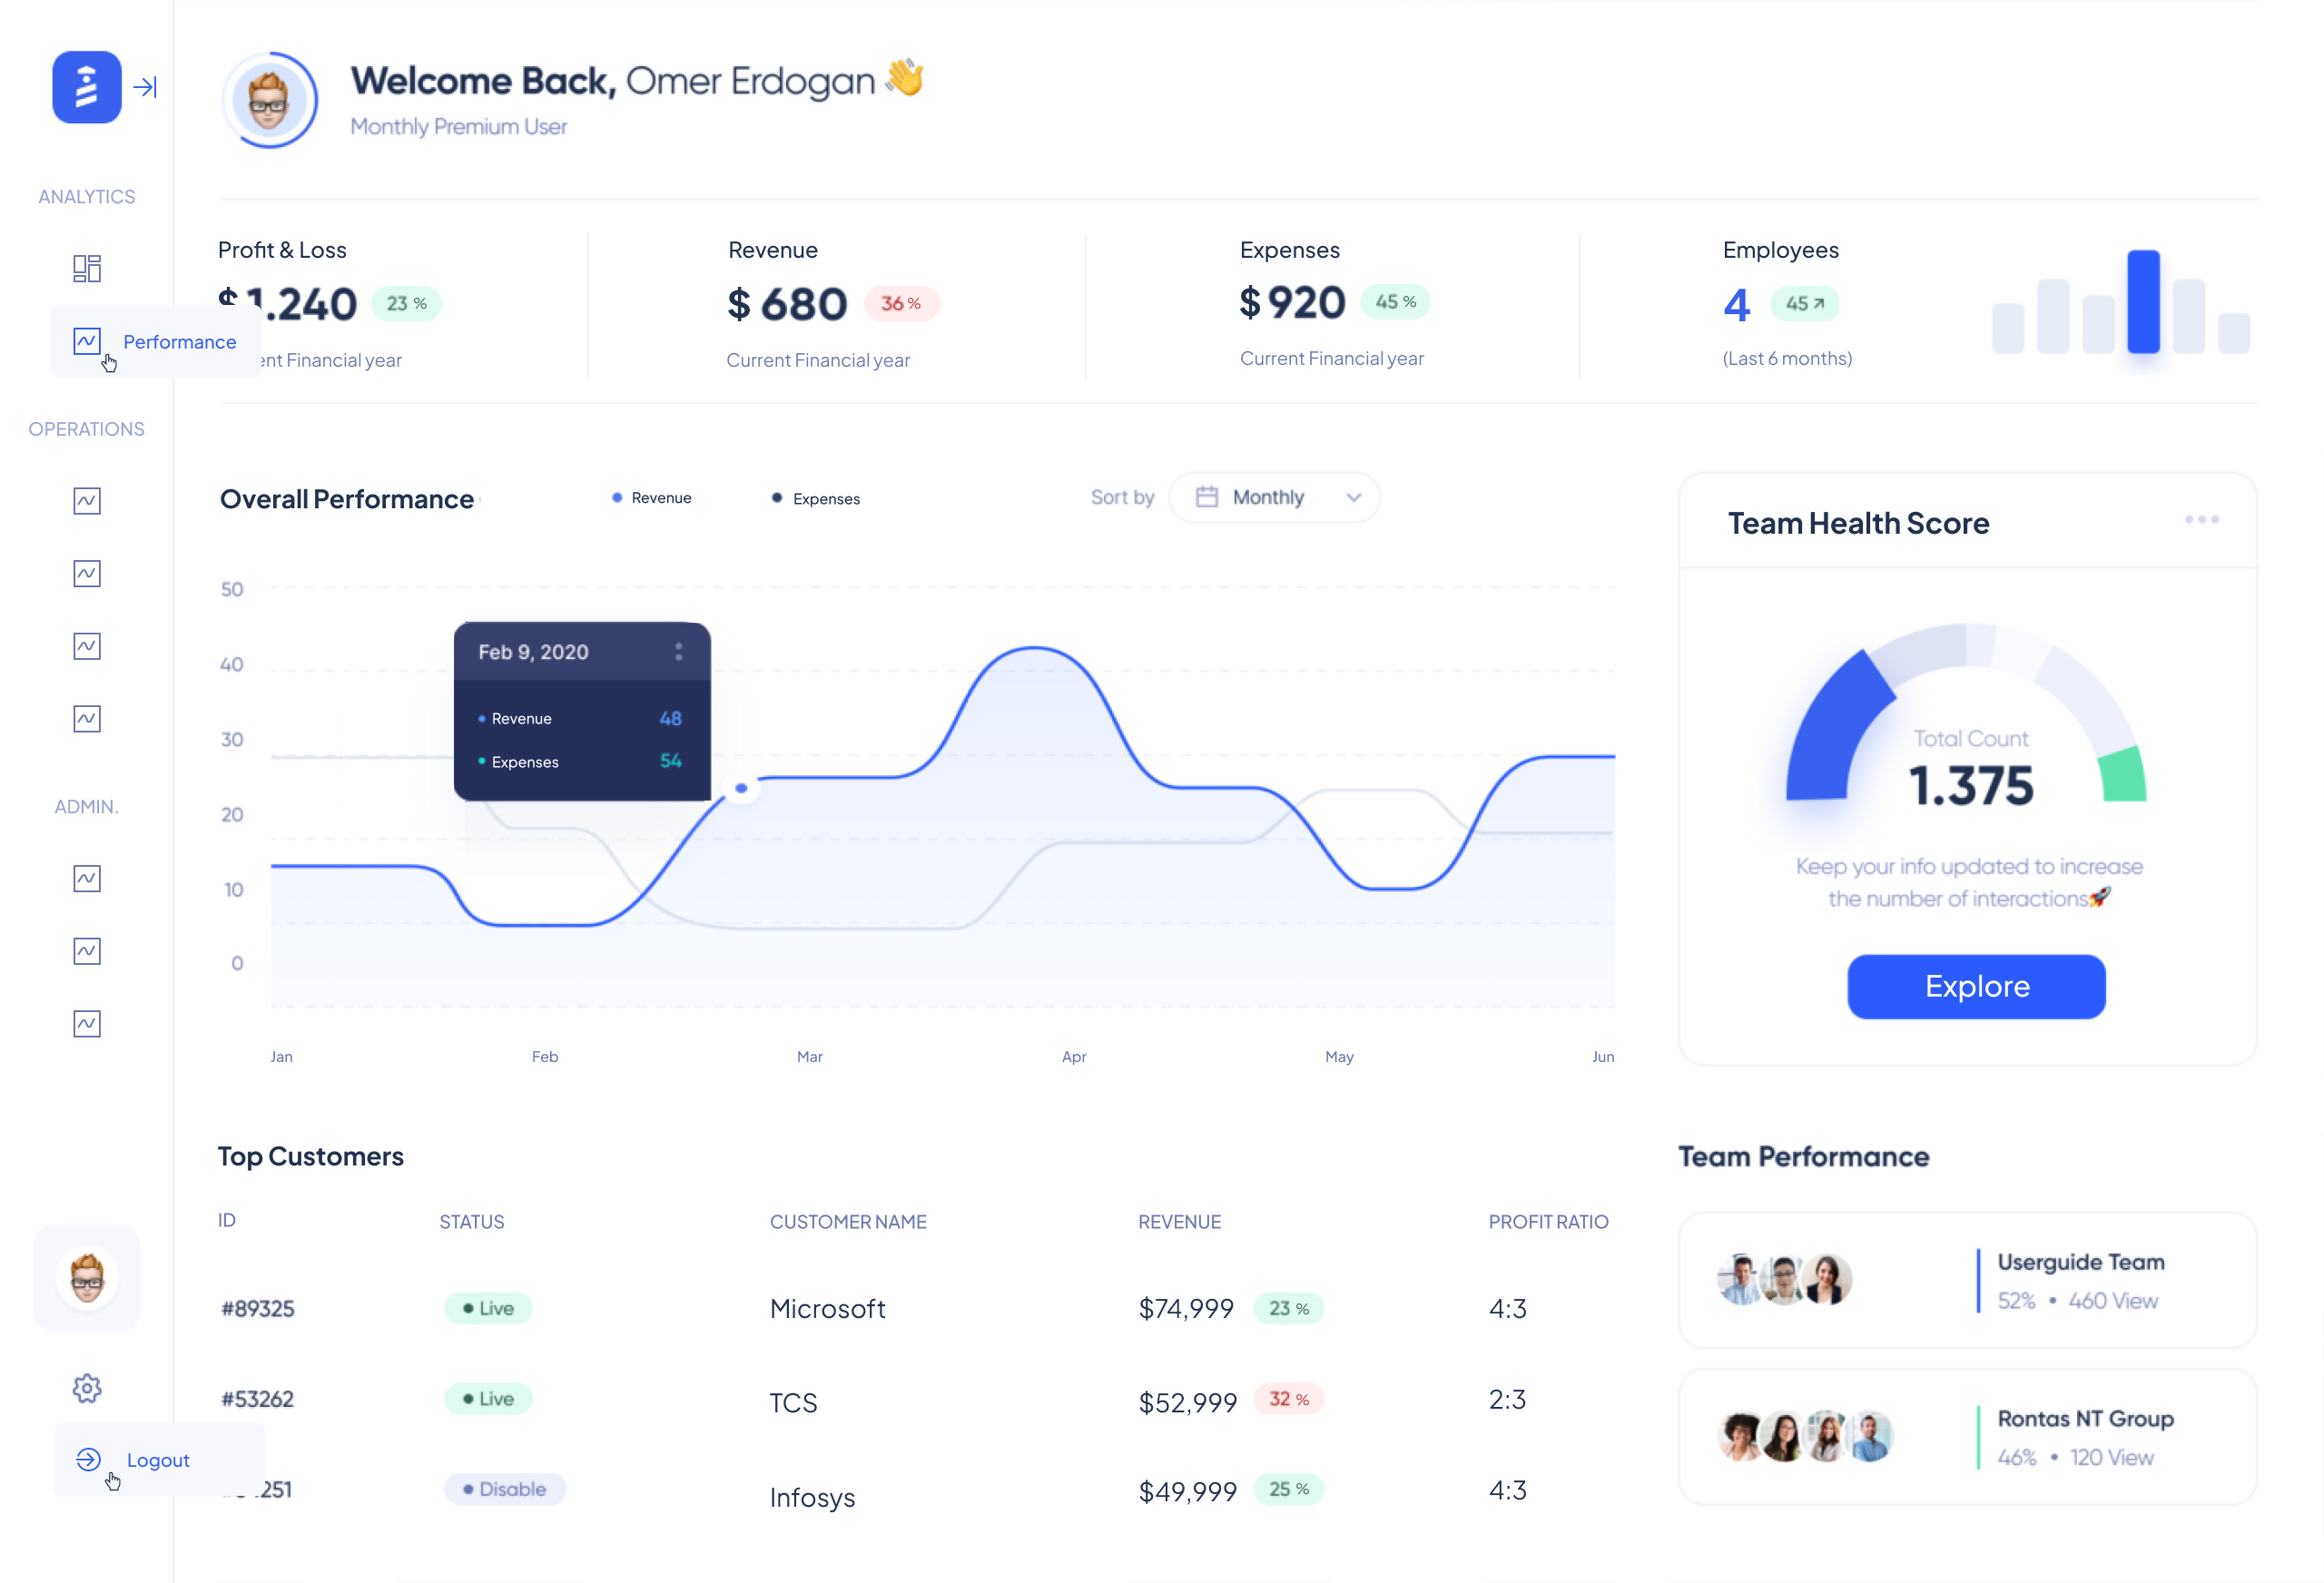 Welcome Back, Omer Erdogan
Monthly Premium User
ANALYTICS
Performance
OPERATIONS
ADMIN.
Logout
Profit & Loss
$ 1.240 23 %
Financial year
Revenue
$ 680 36 %
Current Financial year
Expenses
$ 920 45 %
Current Financial year
Employees
4 45
(Last 6 months)
Overall Performance
Revenue
Expenses
Sort by Monthly
50
40
30
20
10
0
Feb 9, 2020
Revenue 48
Expenses 54
Jan Feb Mar Apr May Jun
Team Health Score
Total Count
1.375
Keep your info updated to increase
the number of interactions
Explore
Top Customers
ID STATUS CUSTOMER NAME REVENUE PROFIT RATIO
#89325 Live Microsoft $74,999 23 % 4:3
#53262 Live TCS $52,999 32 % 2:3
251 Disable Infosys $49,999 25 % 4:3
Team Performance
Userguide Team
52% • 460 View
Rontas NT Group
46% • 120 View